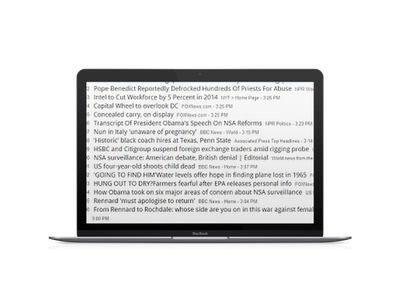 Pope Benedict Reportedly Defrocked Hundreds Of Priests For Abuse NPR
Intel to Cut Workforce by 5 Percent in 2014 NYT > Home Page - 3:26 PM
Capital Wheel to overlook DC FOXNews.com - 3:25 PM
Concealed carry, on display FOXNews.com - 3:25 PM
Transcript Of President Obama's Speech On NSA Reforms NPR Politics - 3:23 PM
Nun in Italy 'unaware of pregnancy' BBC News - World - 3:15 PM
'Historic' black coach hires at Texas, Penn State Associated Press Top Headlines - 3:14
HSBC and Citigroup suspend foreign exchange traders amid rigging probe
NSA surveillance: American debate, British denial | Editorial World news from the
US four-year-old shoots child dead BBC News - Home - 3:07 PM
'GOING TO FIND HIM'Water levels offer hope in finding plane lost in 1965
HUNG OUT TO DRY?Farmers fearful after EPA releases personal info FOXNews
How Obama took on six major areas of concern about NSA surveillance
Rennard 'must apologise to return' BBC News - Home - 3:04 PM
From Rennard to Rochdale: whose side are you on in this war against
3:00 PM
MacBook